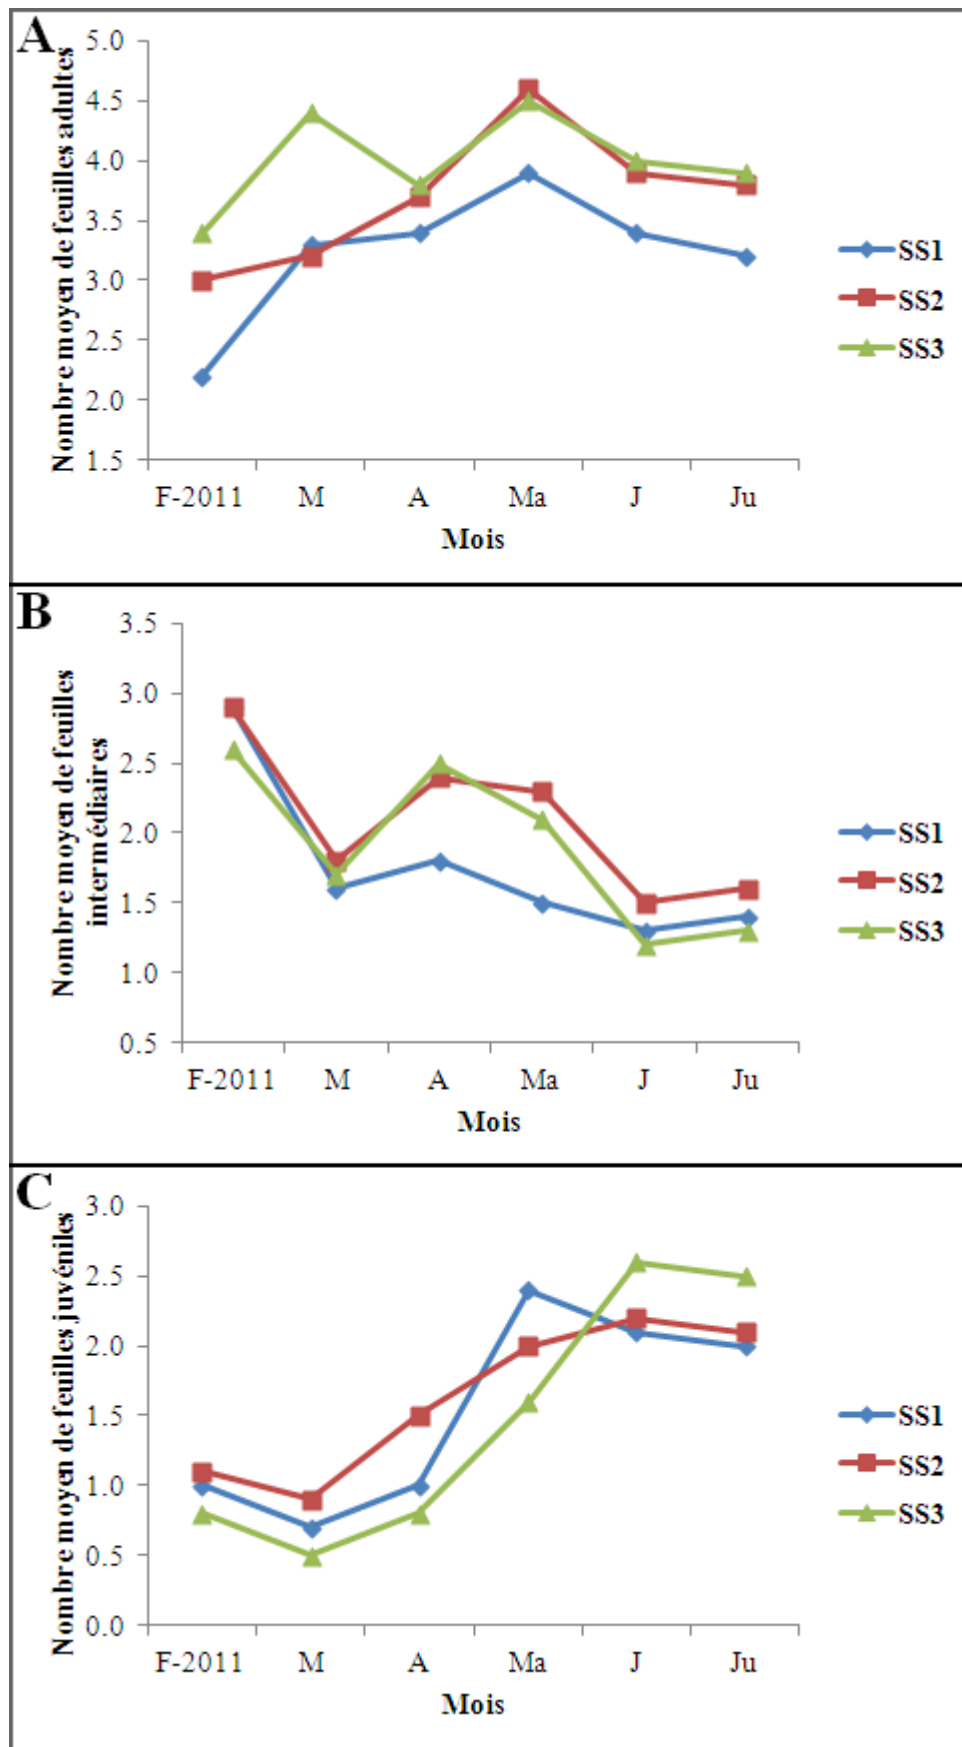 A
Nombre moyen de feuilles adultes
5.0
4.5
4.0
3.5
3.0
2.5
2.0
1.5
F-2011 M A Ma J Ju
Mois
SS1
SS2
SS3
B
Nombre moyen de feuilles
intermédiaires
3.5
3.0
2.5
2.0
1.5
1.0
0.5
F-2011 M A Ma J Ju
Mois
SS1
SS2
SS3
C
Nombre moyen de feuilles juvéniles
3.0
2.5
2.0
1.5
1.0
0.5
0.0
F-2011 M A Ma J Ju
Mois
SS1
SS2
SS3